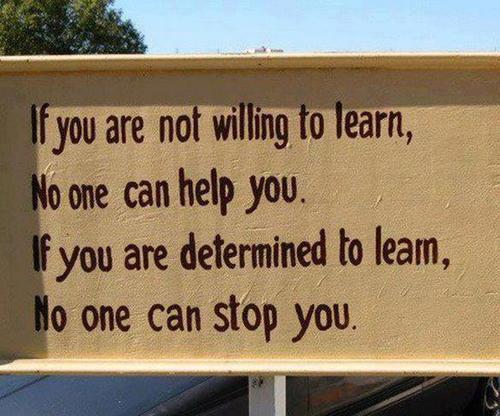 If you are not willing to learn,
No one can help you.
If you are determined to learn,
No one can stop you.